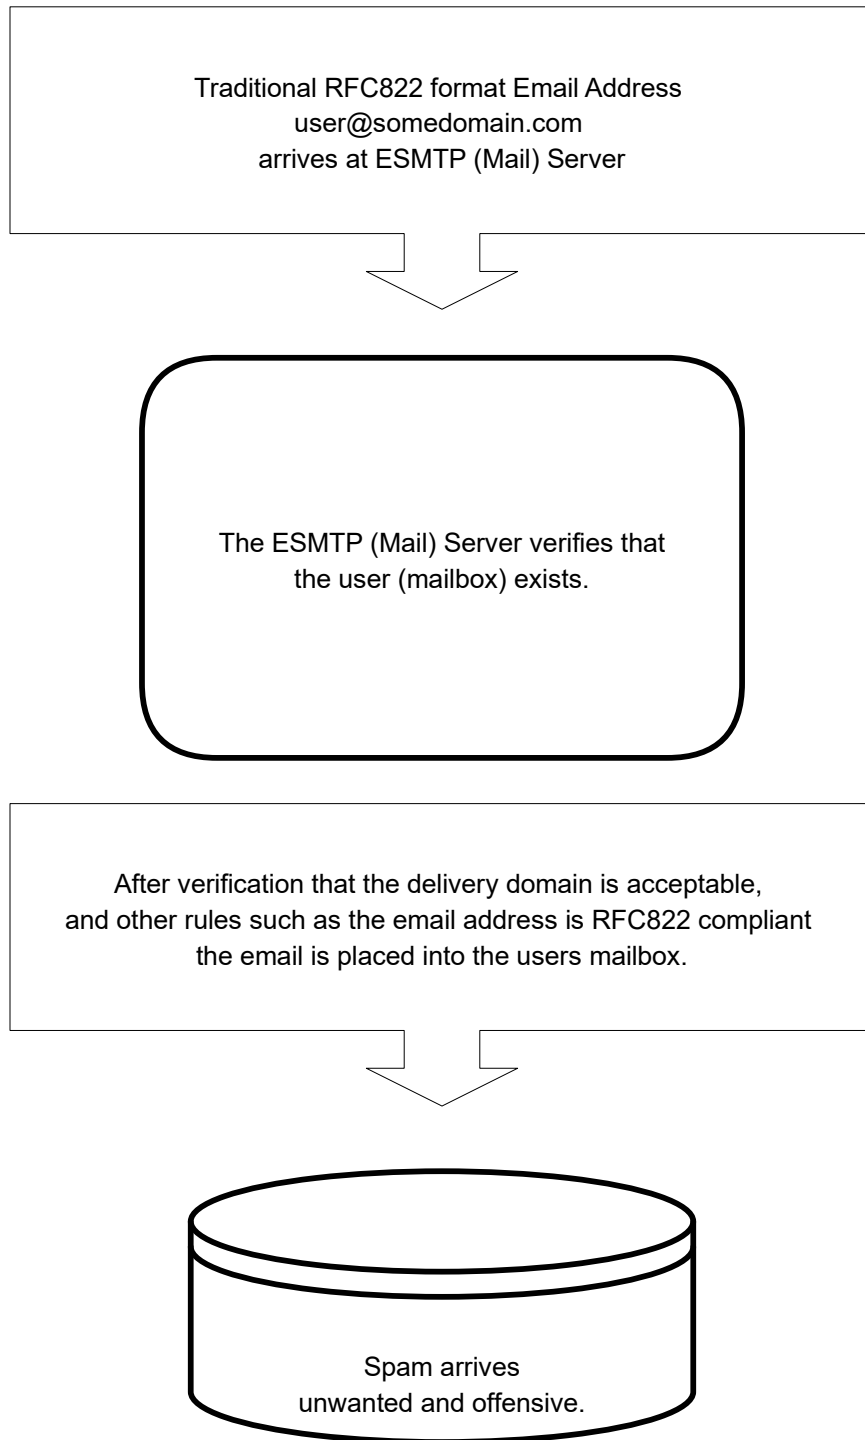 Traditional RFC822 format Email Address
user@somedomain.com
arrives at ESMTP (Mail) Server
The ESMTP (Mail) Server verifies that
the user (mailbox) exists.
After verification that the delivery domain is acceptable,
and other rules such as the email address is RFC822 compliant
the email is placed into the users mailbox.
Spam arrives
unwanted and offensive.